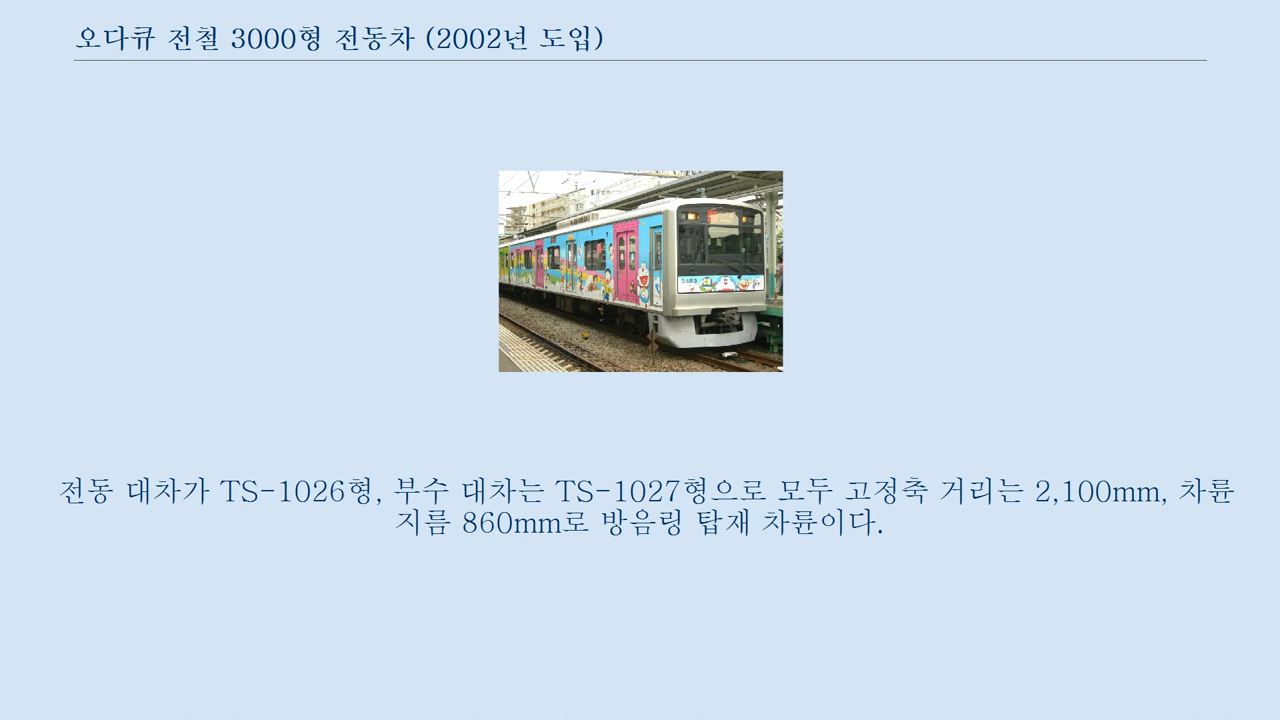 오다큐 전철 3000형 전동차 (2002년 도입)
전동 대차가 TS-1026형, 부수 대차는 TS-1027형으로 모두 고정축 거리는 2,100mm, 차륜
지름 860mm로 방음링 탑재 차륜이다.